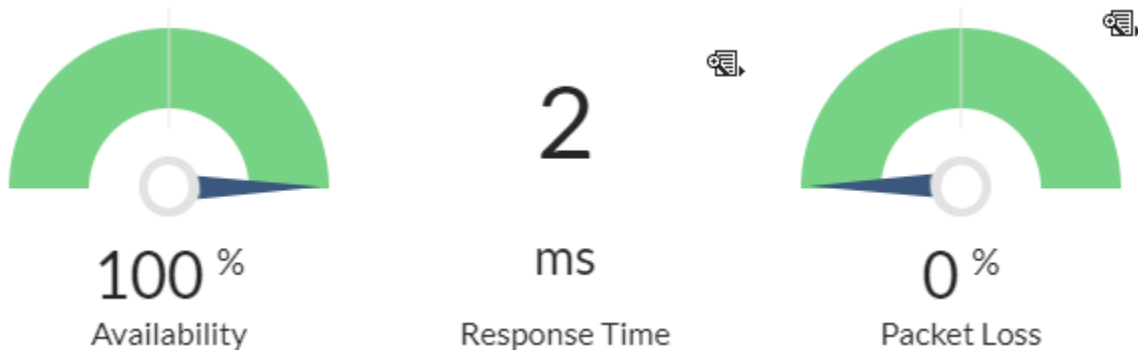 2
100 %
ms
0 %
Availability
Response Time
Packet Loss